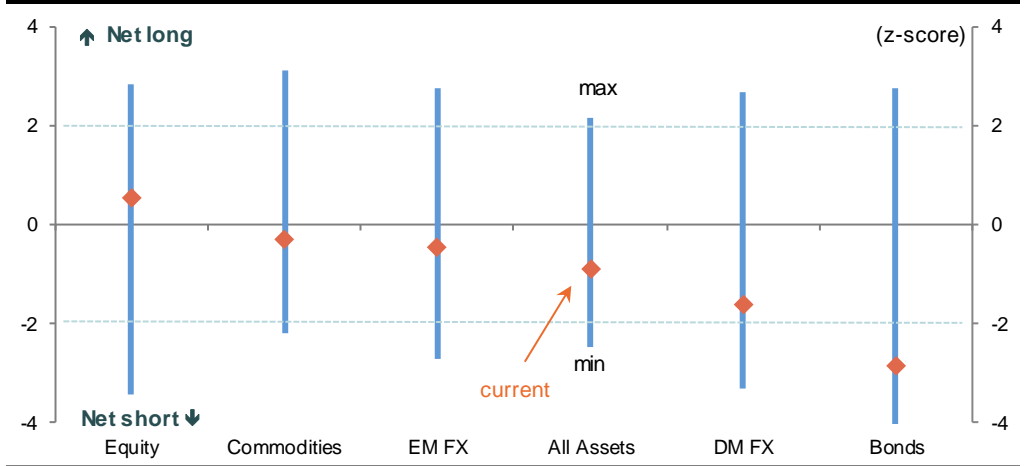 4
🡹 Net long
(z-score)
4
max
2
2
0
0
-2
-2
min
current
-4
Net short 🡻
-4
Equity
Commodities
EM FX
All Assets
DM FX
Bonds